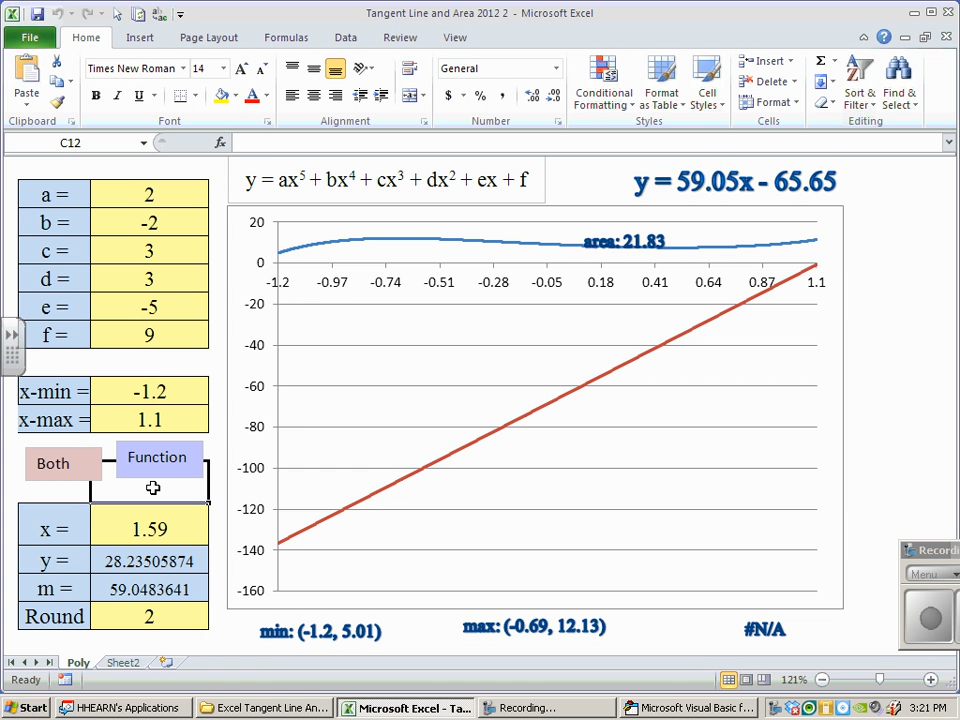 Tangent Line and Area 2012 2 - Microsoft Excel
File Home Insert Page Layout Formulas Data Review View
Paste
Times New Roman 14
B I U
A A
General
$ % ,
Conditional Formatting
Format as Table
Cell Styles
Insert
Delete
Format
Σ
Sort & Filter
Find & Select
Clipboard Font Alignment Number Styles Cells Editing
C12 fx
a = 2
b = -2
c = 3
d = 3
e = -5
f = 9
x-min = -1.2
x-max = 1.1
Both Function
x = 1.59
y = 28.23505874
m = 59.0483641
Round 2
y = ax⁵ + bx⁴ + cx³ + dx² + ex + f
y = 59.05x - 65.65
20
area: 21.83
0
-1.2 -0.97 -0.74 -0.51 -0.28 -0.05 0.18 0.41 0.64 0.87 1.1
-20
-40
-60
-80
-100
-120
-140
-160
min: (-1.2, 5.01) max: (-0.69, 12.13) #N/A
Recording
Menu
Poly Sheet2
Ready 121%
Start HHEARN's Applications Excel Tangent Line An... Microsoft Excel - Ta... Recording... Microsoft Visual Basic f... 3:21 PM